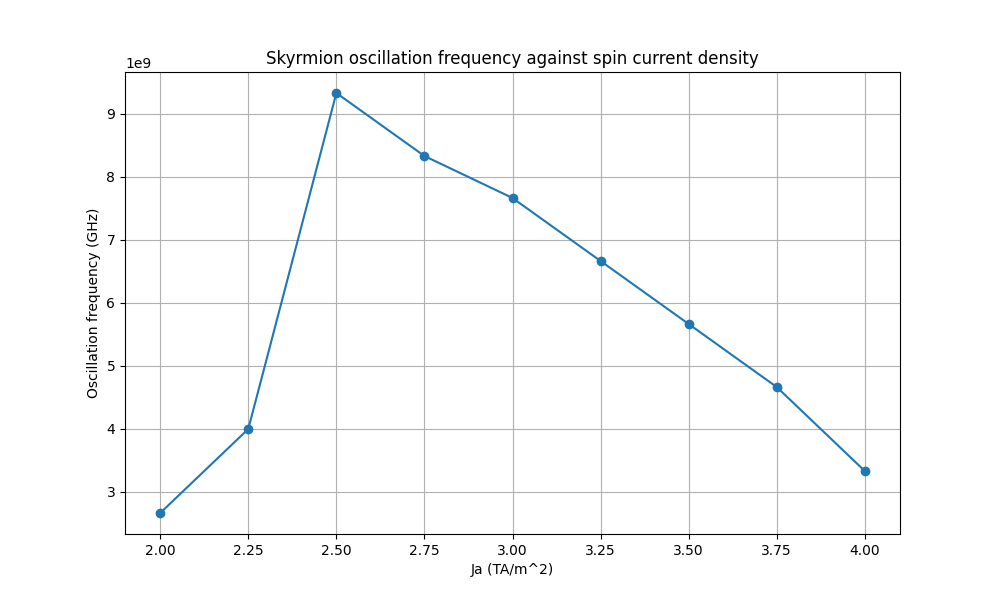 Skyrmion oscillation frequency against spin current density
1e9
9
8
7
6
5
4
3
Oscillation frequency (GHz)
2.00 2.25 2.50 2.75 3.00 3.25 3.50 3.75 4.00
Ja (TA/m^2)